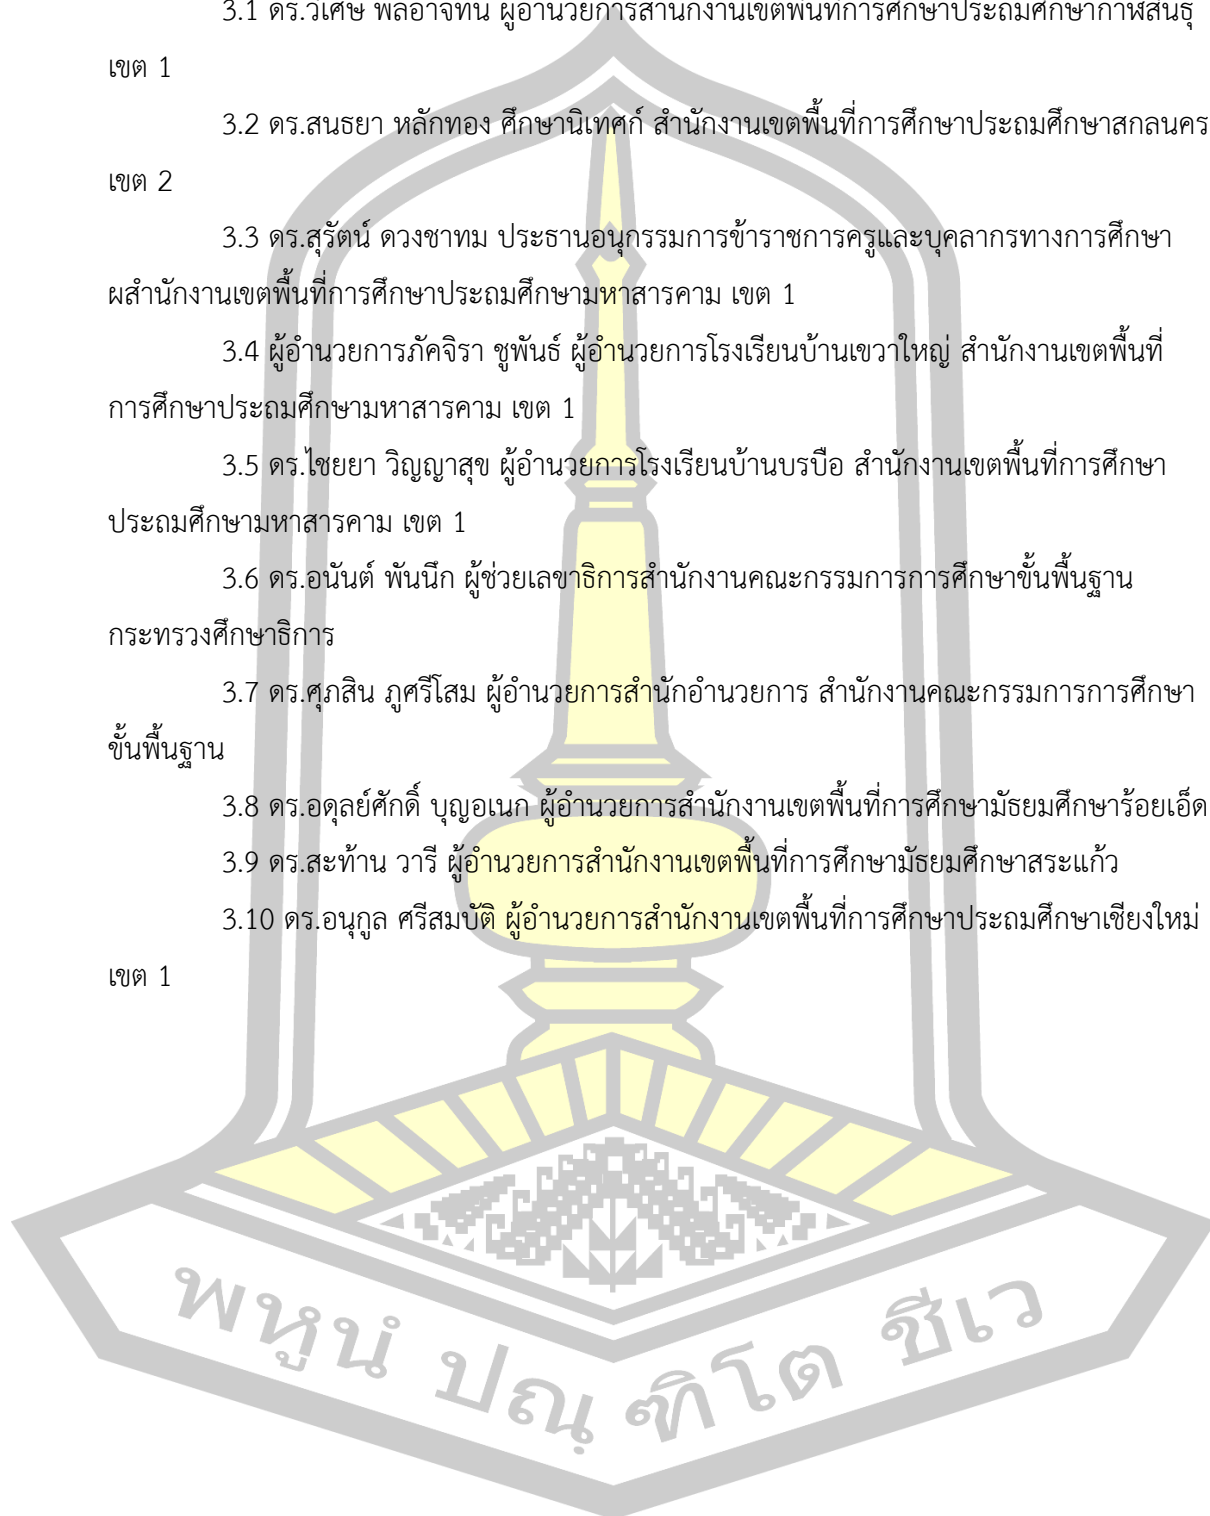 3.1 ดร.วิเศษ พลอาจทัน ผู้อำนวยการสำนักงานเขตพื้นที่การศึกษาประถมศึกษากาฬสินธุ์
เขต 1
3.2 ดร.สนธยา หลักทอง ศึกษานิเทศก์ สำนักงานเขตพื้นที่การศึกษาประถมศึกษาสกลนคร
เขต 2
3.3 ดร.สุรัตน์ ดวงชาทม ประธานอนุกรรมการข้าราชการครูและบุคลากรทางการศึกษา
ผสำนักงานเขตพื้นที่การศึกษาประถมศึกษามหาสารคาม เขต 1
3.4 ผู้อำนวยการภัคจิรา ชูพันธ์ ผู้อำนวยการโรงเรียนบ้านเขวาใหญ่ สำนักงานเขตพื้นที่
การศึกษาประถมศึกษามหาสารคาม เขต 1
3.5 ดร.ไชยยา วิญญาสุข ผู้อำนวยการโรงเรียนบ้านบรบือ สำนักงานเขตพื้นที่การศึกษา
ประถมศึกษามหาสารคาม เขต 1
3.6 ดร.อนันต์ พันนึก ผู้ช่วยเลขาธิการสำนักงานคณะกรรมการการศึกษาขั้นพื้นฐาน
กระทรวงศึกษาธิการ
3.7 ดร.ศุภสิน ภูศรีโสม ผู้อำนวยการสำนักอำนวยการ สำนักงานคณะกรรมการการศึกษา
ขั้นพื้นฐาน
3.8 ดร.อดุลย์ศักดิ์ บุญอเนก ผู้อำนวยการสำนักงานเขตพื้นที่การศึกษามัธยมศึกษาร้อยเอ็ด
3.9 ดร.สะท้าน วารี ผู้อำนวยการสำนักงานเขตพื้นที่การศึกษามัธยมศึกษาสระแก้ว
3.10 ดร.อนุกูล ศรีสมบัติ ผู้อำนวยการสำนักงานเขตพื้นที่การศึกษาประถมศึกษาเชียงใหม่
เขต 1
พหูนํ ปณฺฑิโต ชีเว